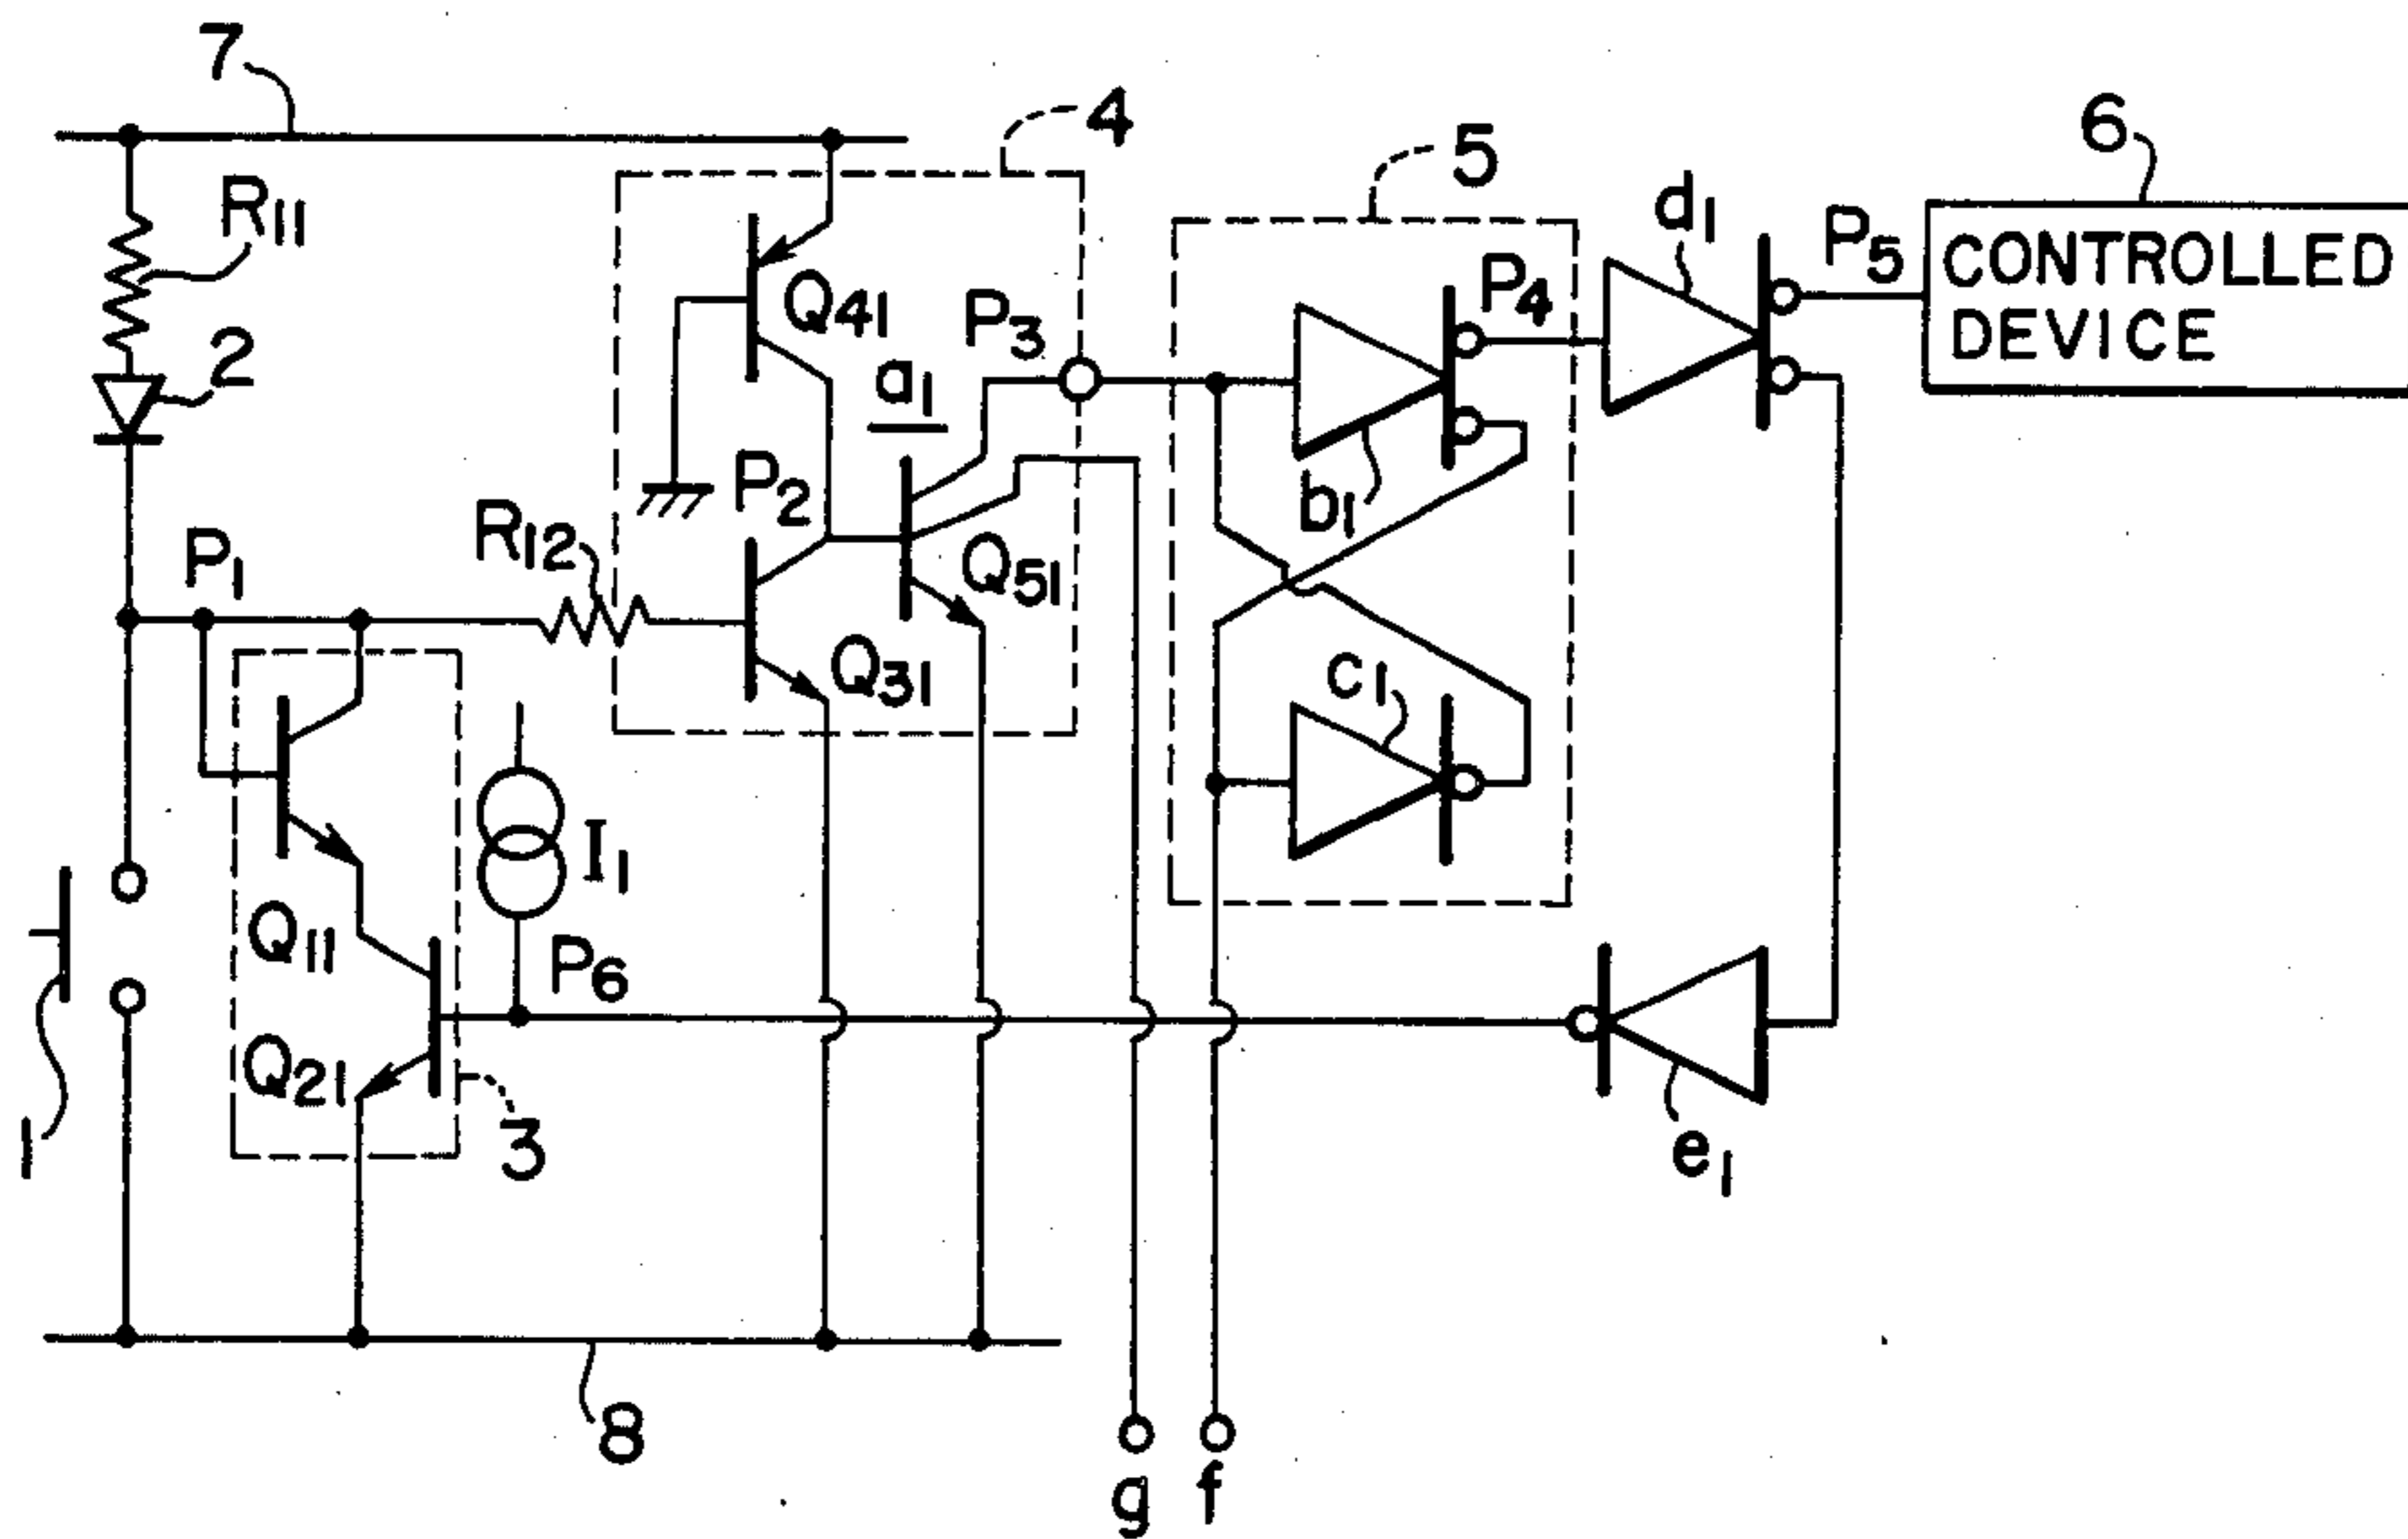 7
4
5
6
R11
d1
P5
CONTROLLED
DEVICE
P4
Q41
P3
2
a1
P2
b1
R12
P1
Q51
Q31
c1
I1
Q11
P6
Q21
1
3
e1
8
g
f